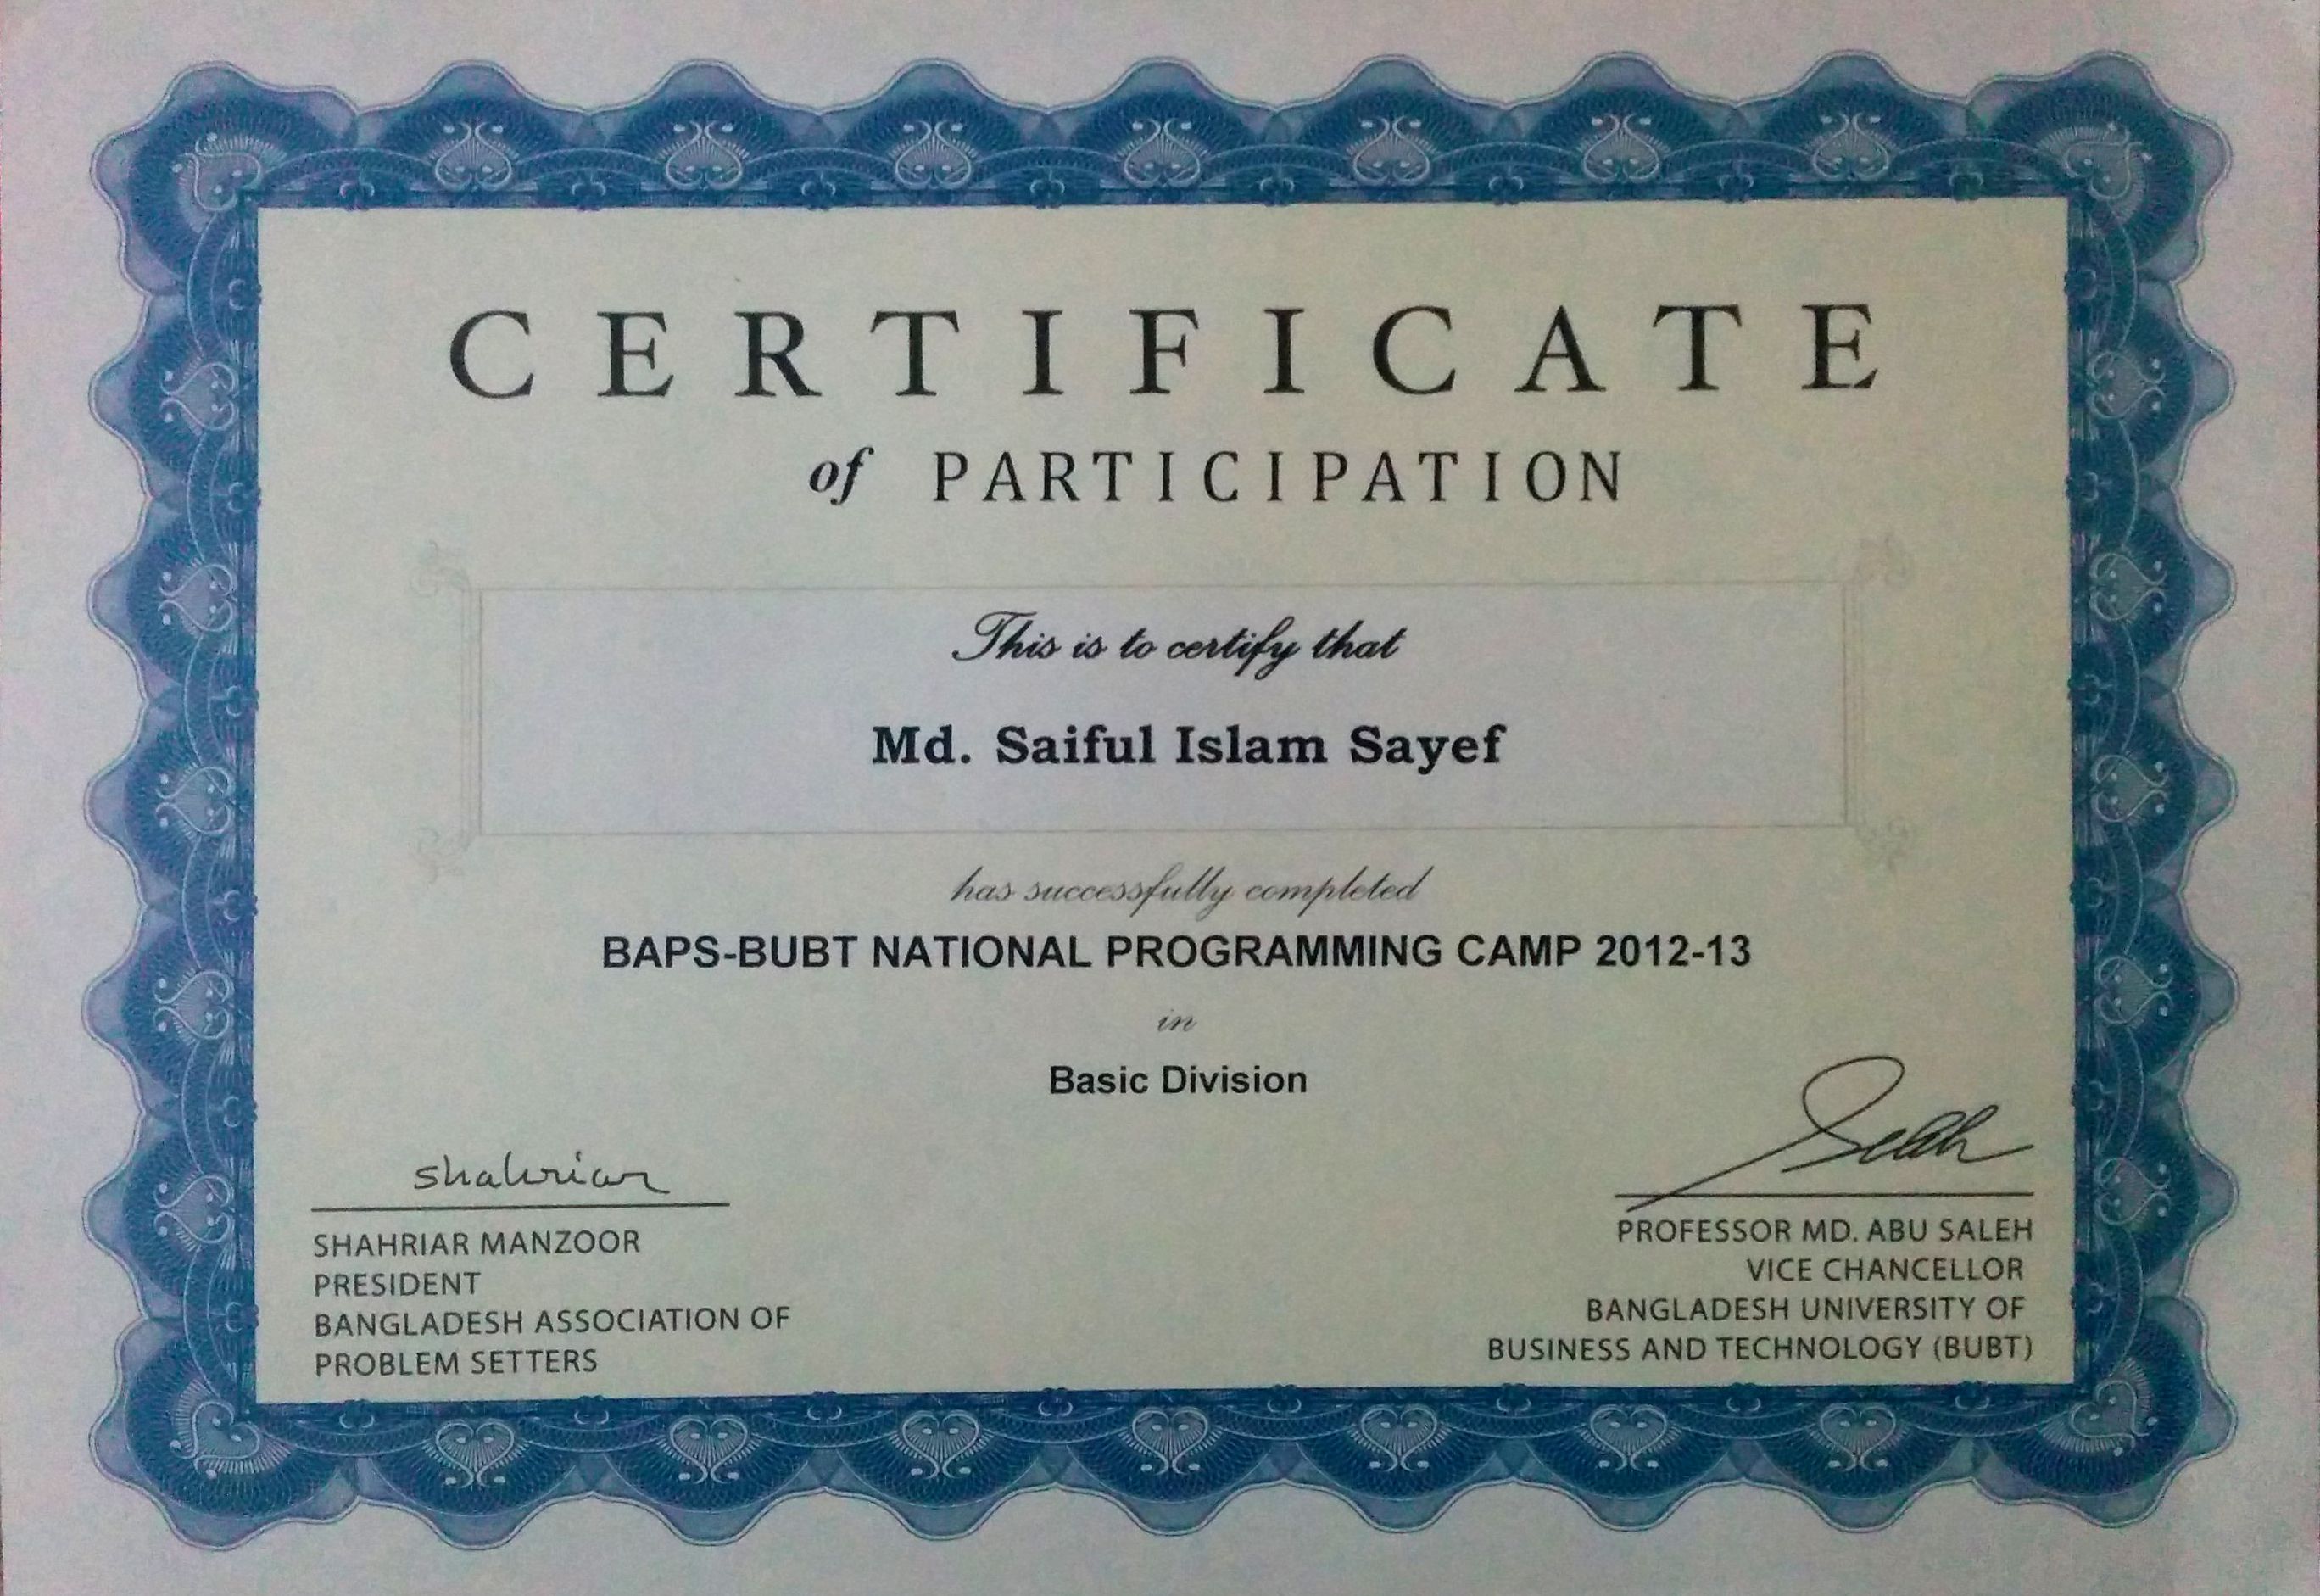 CERTIFICATE
of PARTICIPATION
This is to certify that
Md. Saiful Islam Sayef
has successfully completed
BAPS-BUBT NATIONAL PROGRAMMING CAMP 2012-13
in
Basic Division
shahriar
SHAHRIAR MANZOOR
PRESIDENT
BANGLADESH ASSOCIATION OF
PROBLEM SETTERS
Saleh
PROFESSOR MD. ABU SALEH
VICE CHANCELLOR
BANGLADESH UNIVERSITY OF
BUSINESS AND TECHNOLOGY (BUBT)